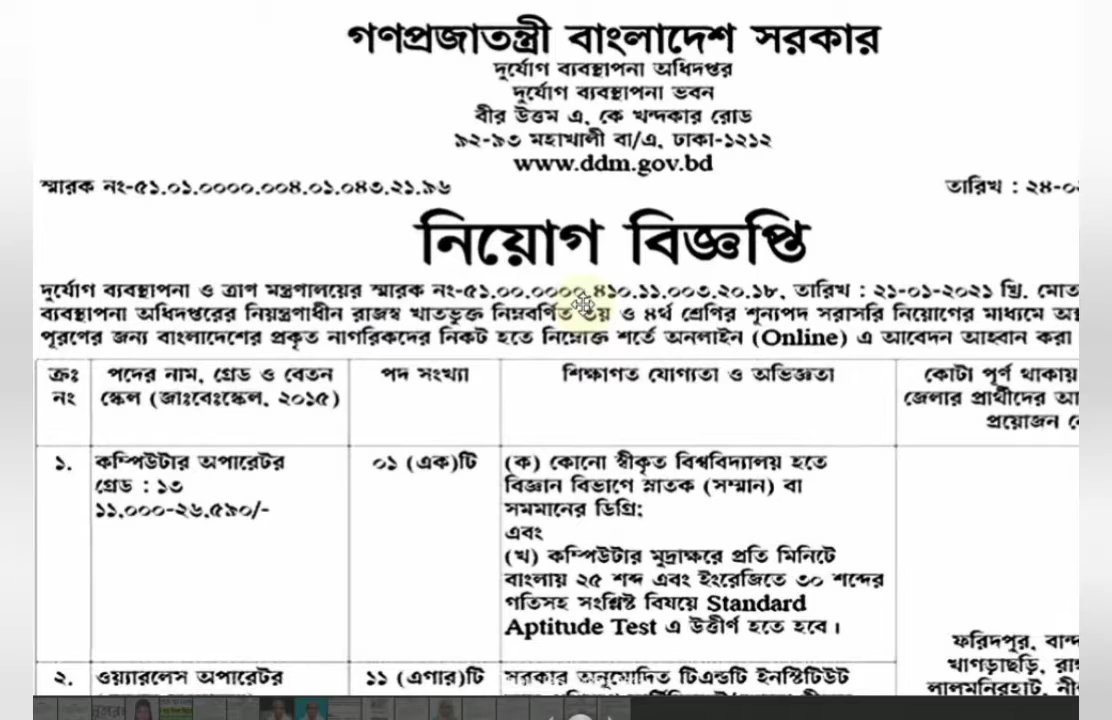 গণপ্রজাতন্ত্রী বাংলাদেশ সরকার
দুর্যোগ ব্যবস্থাপনা অধিদপ্তর
দুর্যোগ ব্যবস্থাপনা ভবন
বীর উত্তম এ, কে খন্দকার রোড
৯২-৯৩ মহাখালী বা/এ, ঢাকা-১২১২
www.ddm.gov.bd
স্মারক নং-৫১.০১.০০০০.০০৪.০১.০৪৩.২১.৯৬
তারিখ : ২৪-০
নিয়োগ বিজ্ঞপ্তি
দুর্যোগ ব্যবস্থাপনা ও ত্রাণ মন্ত্রণালয়ের স্মারক নং-৫১.০০.০০০০.৪১০.১১.০০৩.২০.১৮, তারিখ : ২১-০১-২০২১ খ্রি. মোত
ব্যবস্থাপনা অধিদপ্তরের নিয়ন্ত্রণাধীন রাজস্ব খাতভুক্ত নিম্নবর্ণিত ৩য় ও ৪র্থ শ্রেণির শূন্যপদ সরাসরি নিয়োগের মাধ্যমে অস্
পূরণের জন্য বাংলাদেশের প্রকৃত নাগরিকদের নিকট হতে নিম্নোক্ত শর্তে অনলাইন (Online) এ আবেদন আহ্বান করা
ক্রঃ নং
পদের নাম, গ্রেড ও বেতন
স্কেল (জাঃবেঃস্কেল, ২০১৫)
পদ সংখ্যা
শিক্ষাগত যোগ্যতা ও অভিজ্ঞতা
কোটা পূর্ণ থাকায়
জেলার প্রার্থীদের আ
প্রয়োজন নে
১.
কম্পিউটার অপারেটর
গ্রেড : ১৩
১১,০০০-২৬,৫৯০/-
০১ (এক)টি
(ক) কোনো স্বীকৃত বিশ্ববিদ্যালয় হতে
বিজ্ঞান বিভাগে স্নাতক (সম্মান) বা
সমমানের ডিগ্রি;
এবং
(খ) কম্পিউটার মুদ্রাক্ষরে প্রতি মিনিটে
বাংলায় ২৫ শব্দ এবং ইংরেজিতে ৩০ শব্দের
গতিসহ সংশ্লিষ্ট বিষয়ে Standard
Aptitude Test এ উত্তীর্ণ হতে হবে।
ফরিদপুর, বান্দ
খাগড়াছড়ি, রা
লালমনিরহাট, নী
২.
ওয়্যারলেস অপারেটর
১১ (এগার)টি
সরকার অনুমোদিত টিএন্ডটি ইনস্টিটিউট